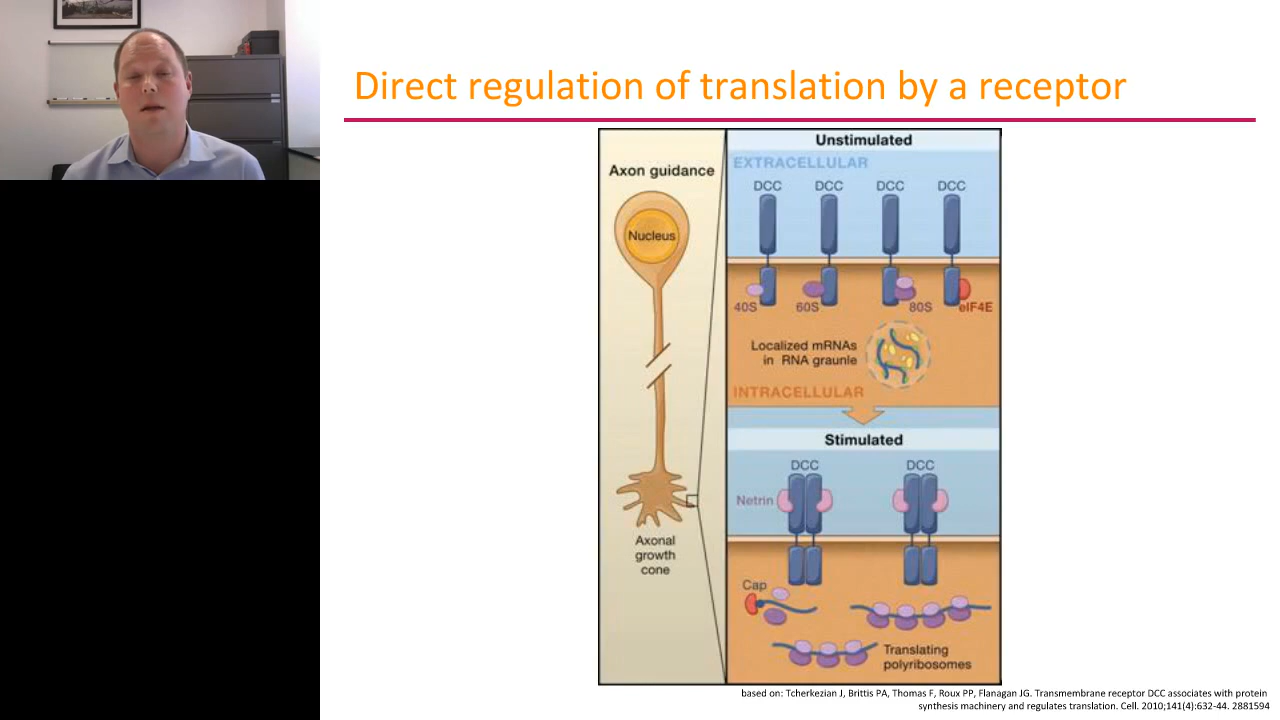 Direct regulation of translation by a receptor
Axon guidance
Nucleus
Axonal
growth
cone
Unstimulated
EXTRACELLULAR
DCC DCC DCC DCC
40S 60S 80S eIF4E
Localized mRNAs
in RNA graunle
INTRACELLULAR
Stimulated
DCC DCC
Netrin
Cap
Translating
polyribosomes
based on: Tcherkezian J, Brittis PA, Thomas F, Roux PP, Flanagan JG. Transmembrane receptor DCC associates with protein
synthesis machinery and regulates translation. Cell. 2010;141(4):632-44. 2881594